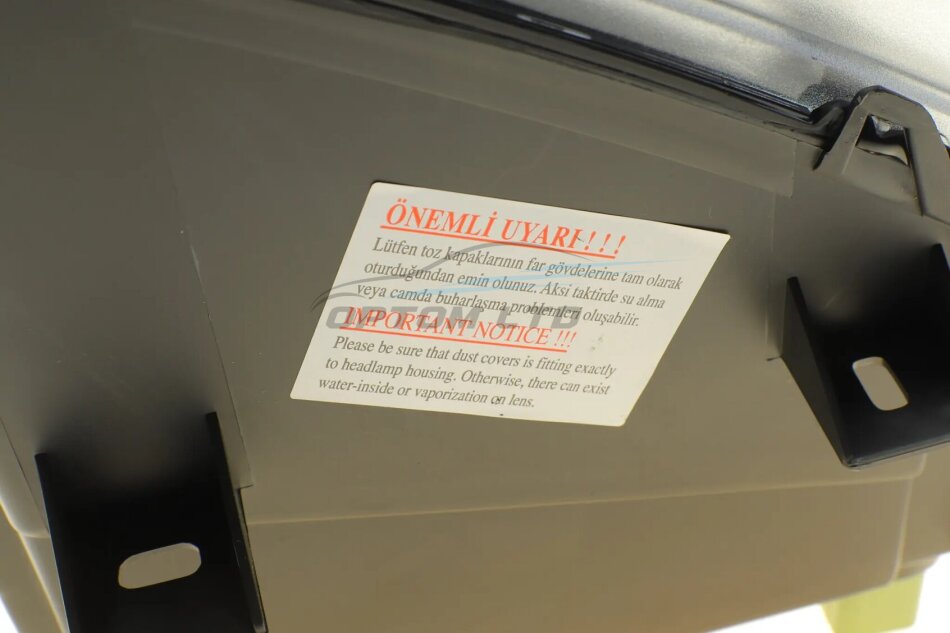 ÖNEMLİ UYARI!!!
Lütfen toz kapaklarının far gövdelerine tam olarak
oturduğundan emin olunuz. Aksi taktirde su alma
veya camda buharlaşma problemleri oluşabilir.
OPTOM LTD
IMPORTANT NOTICE !!!
Please be sure that dust covers is fitting exactly
to headlamp housing. Otherwise, there can exist
water-inside or vaporization on lens.